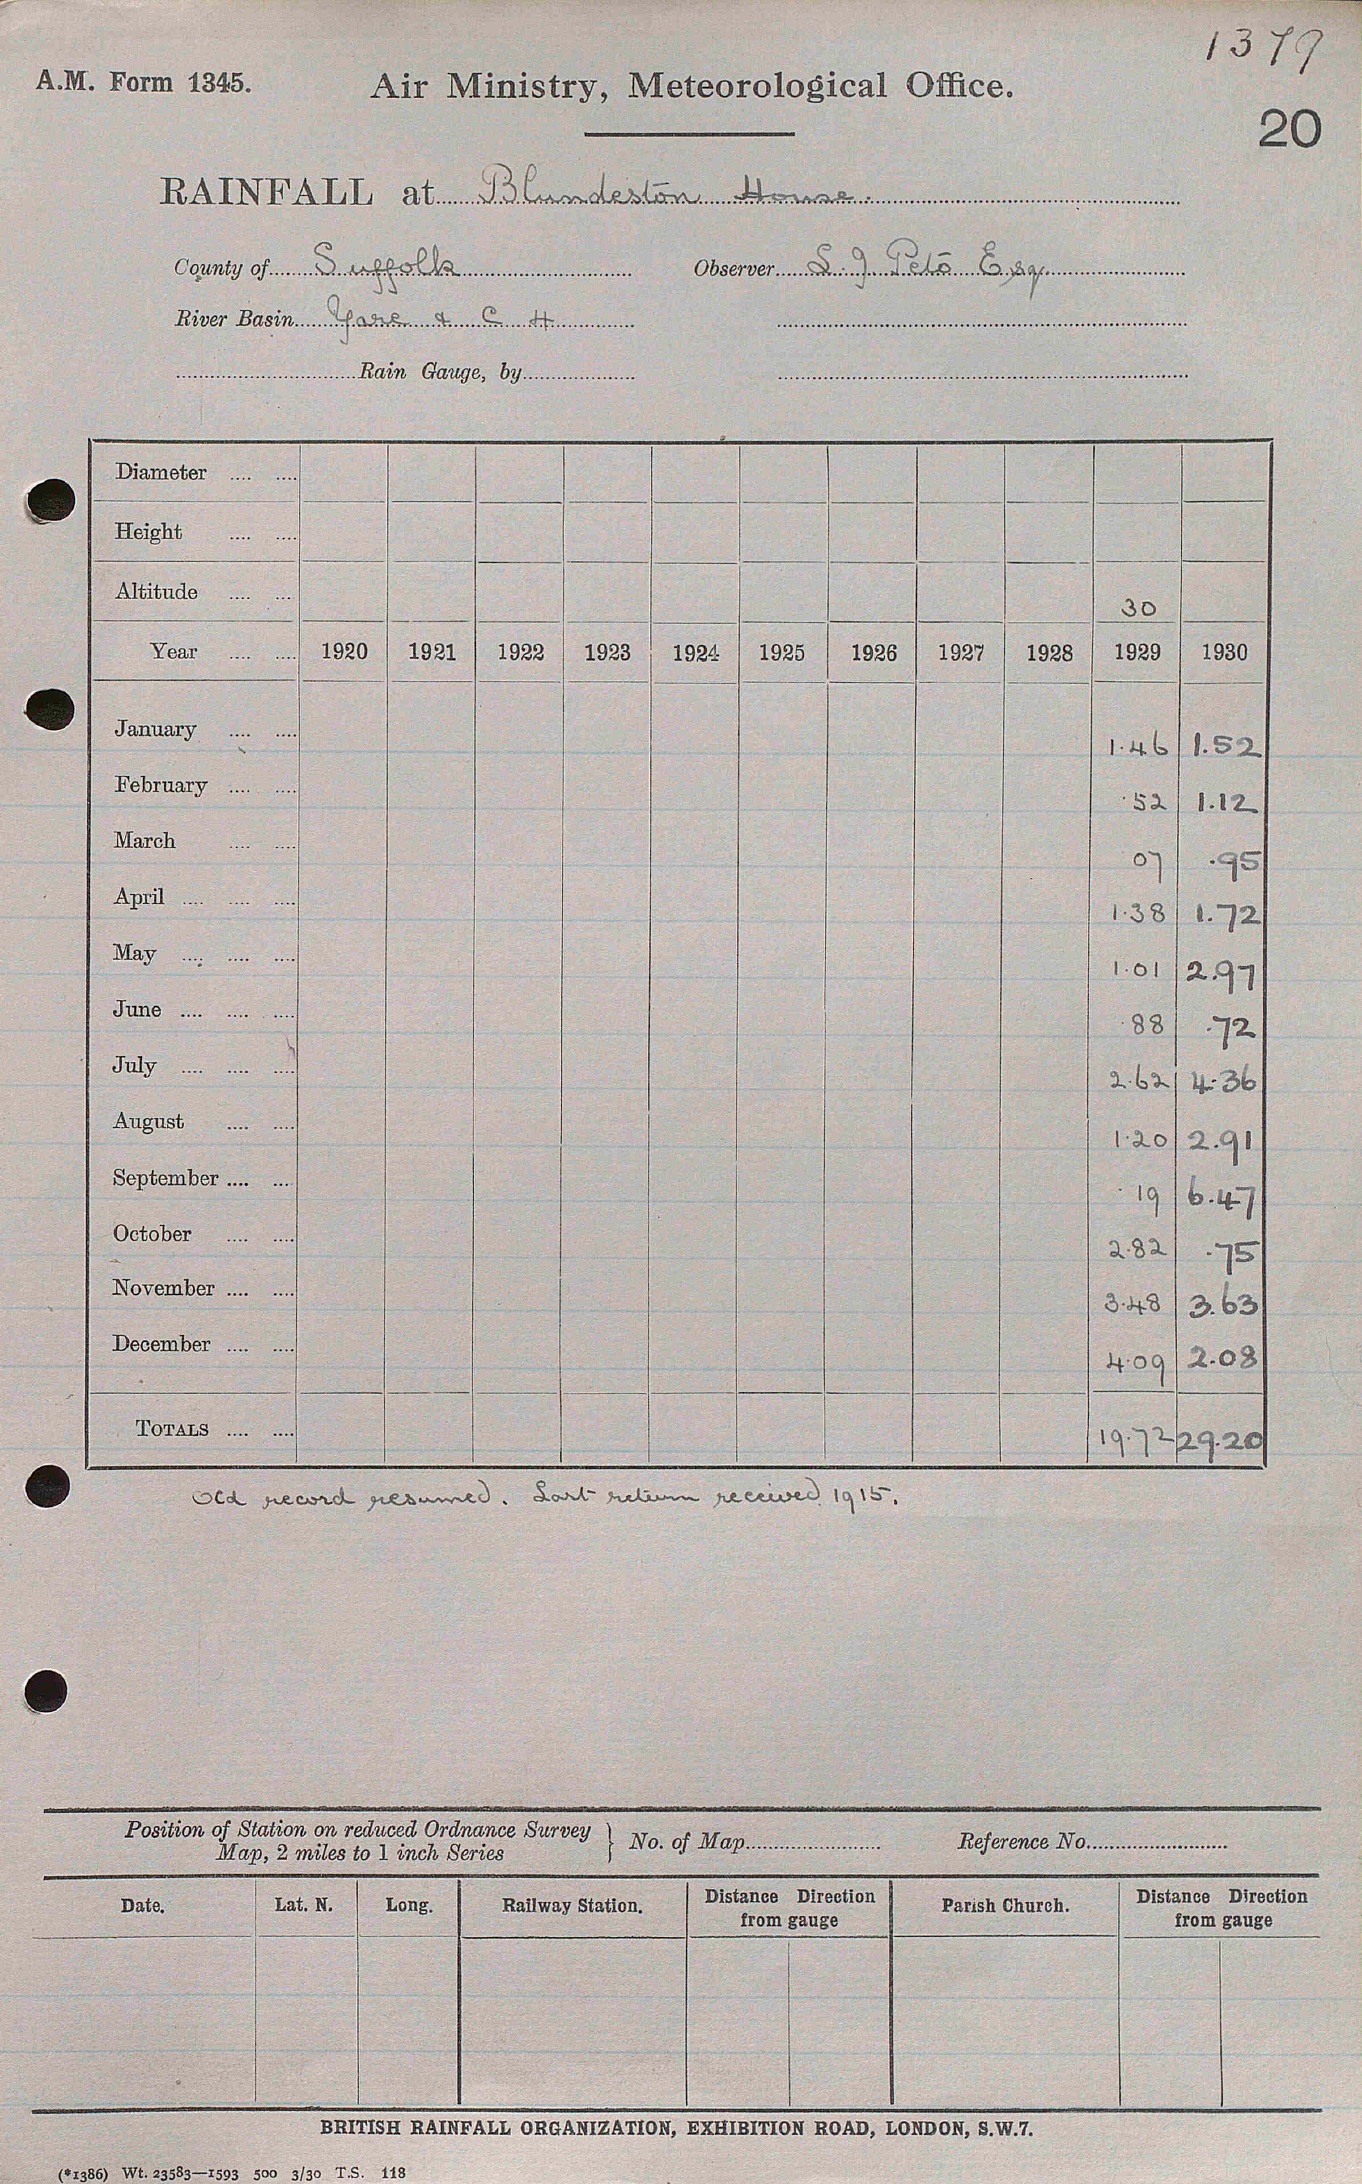 1379
A.M. Form 1345. Air Ministry, Meteorological Office.
20
RAINFALL at Blundeston House.
County of Suffolk Observer S. J. Peto Esq.
River Basin Yare & C H
Rain Gauge, by
Diameter .... ....
Height .... ....
Altitude .... ... 30
Year .... .... 1920 1921 1922 1923 1924 1925 1926 1927 1928 1929 1930
January .... .... 1.46 1.52
February .... .... .52 1.12
March .... .... 07 .95
April .... .... .... 1.38 1.72
May .... .... .... 1.01 2.97
June .... .... .... .88 .72
July .... .... .... 2.62 4.36
August .... .... 1.20 2.91
September .... .... .19 6.47
October .... .... 2.82 .75
November .... .... 3.48 3.63
December .... .... 4.09 2.08
TOTALS .... .... 19.72 29.20
Old record resumed. Last return received 1915.
Position of Station on reduced Ordnance Survey
Map, 2 miles to 1 inch Series } No. of Map Reference No.
Date. Lat. N. Long. Railway Station. Distance Direction from gauge Parish Church. Distance Direction from gauge
BRITISH RAINFALL ORGANIZATION, EXHIBITION ROAD, LONDON, S.W.7.
(*1386) Wt. 23583—1593 500 3/30 T.S. 118